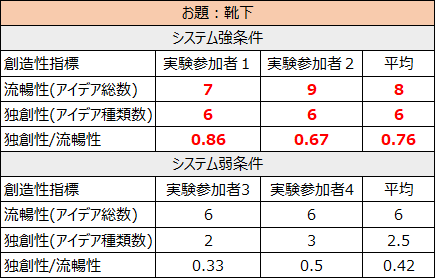 お題：靴下
システム強条件
創造性指標 実験参加者１ 実験参加者２ 平均
流暢性(アイデア総数) 7 9 8
独創性(アイデア種類数) 6 6 6
独創性/流暢性 0.86 0.67 0.76
システム弱条件
創造性指標 実験参加者3 実験参加者4 平均
流暢性(アイデア総数) 6 6 6
独創性(アイデア種類数) 2 3 2.5
独創性/流暢性 0.33 0.5 0.42